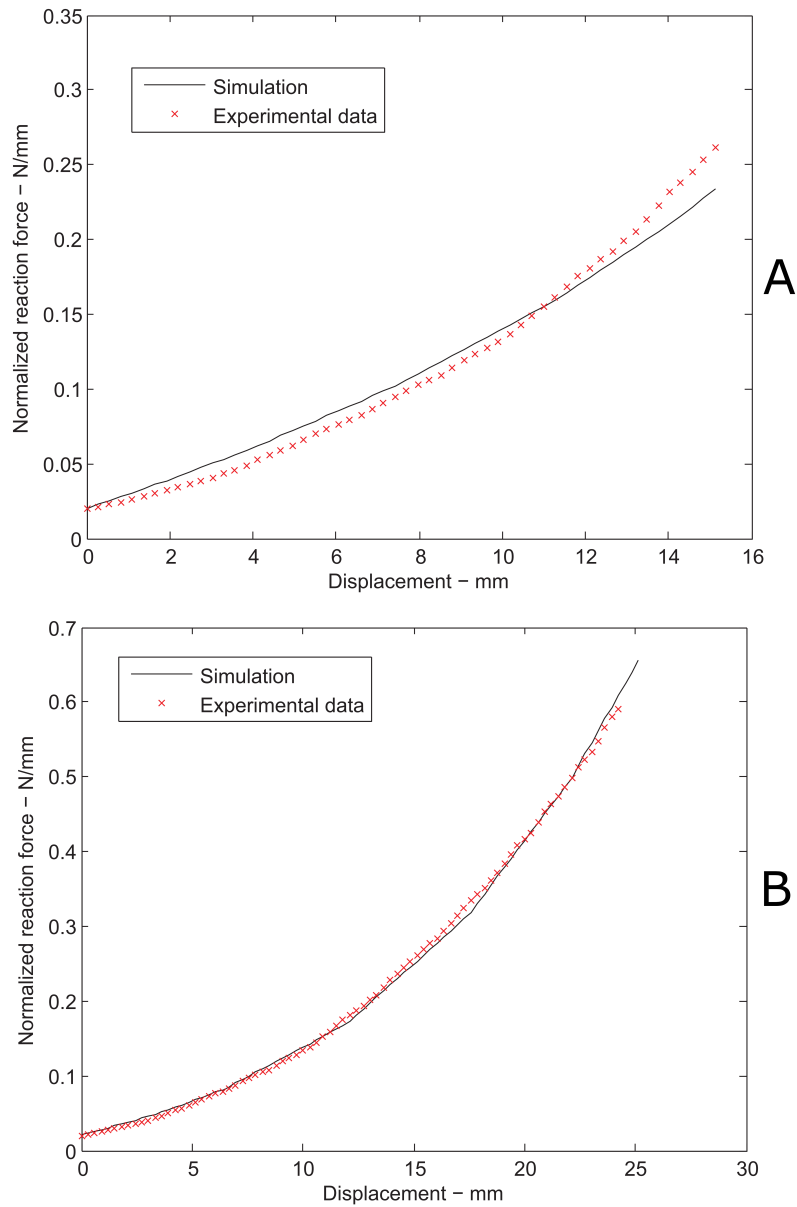 0.35
0.3
0.25
0.2
0.15
0.1
0.05
0
Normalized reaction force − N/mm
Simulation
Experimental data
0 2 4 6 8 10 12 14 16
Displacement − mm
A
0.7
0.6
0.5
0.4
0.3
0.2
0.1
0
Normalized reaction force − N/mm
Simulation
Experimental data
0 5 10 15 20 25 30
Displacement − mm
B